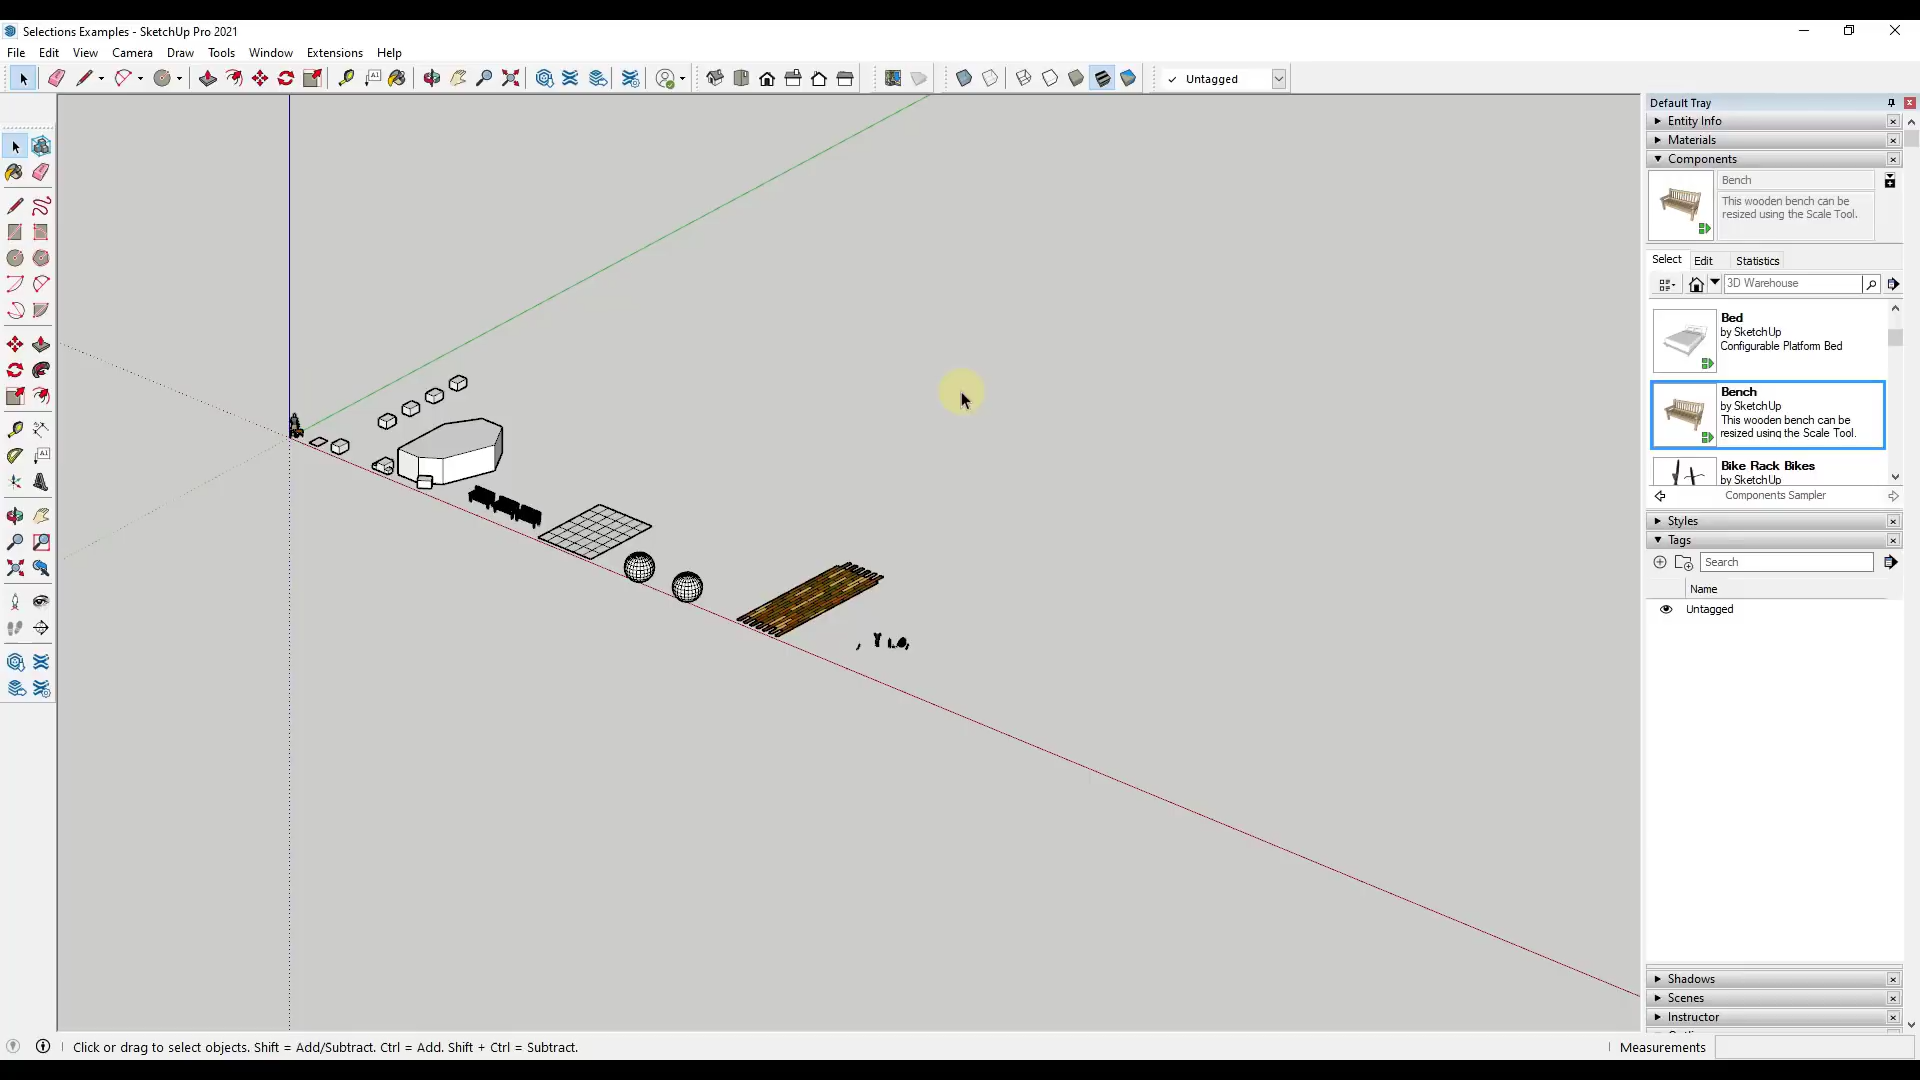 Selections Examples - SketchUp Pro 2021
File Edit View Camera Draw Tools Window Extensions Help
A1
Untagged
Default Tray
Entity Info
Materials
Components
Bench
This wooden bench can be
resized using the Scale Tool.
Select Edit Statistics
3D Warehouse
Bed
by SketchUp
Configurable Platform Bed
Bench
by SketchUp
This wooden bench can be
resized using the Scale Tool.
Bike Rack Bikes
by SketchUp
Components Sampler
Styles
Tags
Search
Name
Untagged
A1
Shadows
Scenes
Instructor
Click or drag to select objects. Shift = Add/Subtract. Ctrl = Add. Shift + Ctrl = Subtract.
Measurements